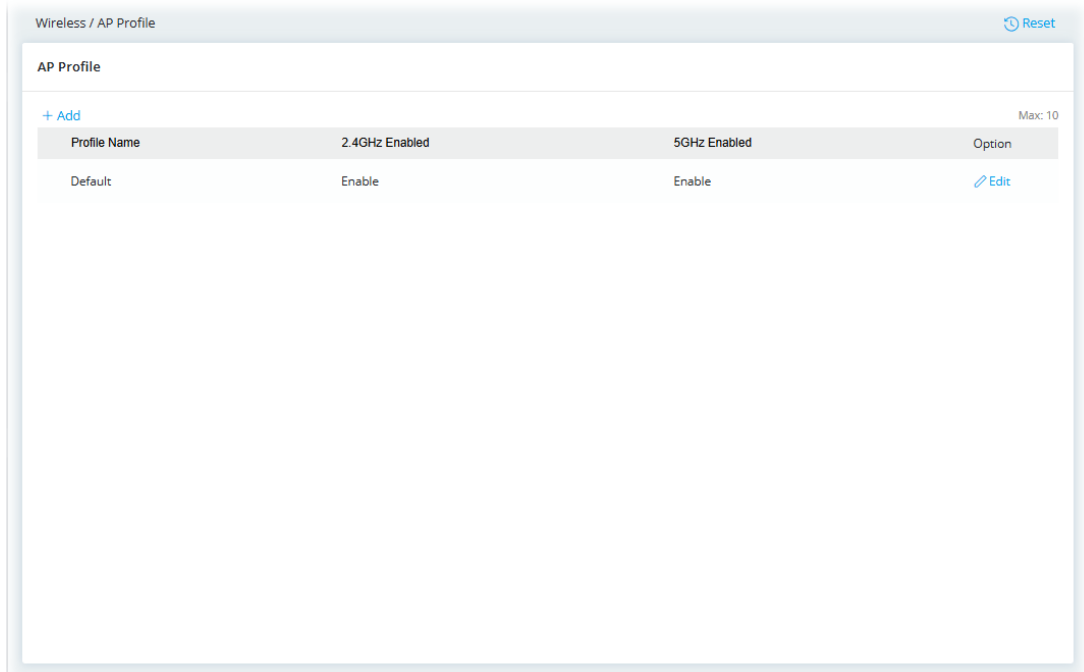 Wireless / AP Profile
Reset
AP Profile
+ Add
Max: 10
Profile Name 2.4GHz Enabled 5GHz Enabled Option
Default Enable Enable Edit